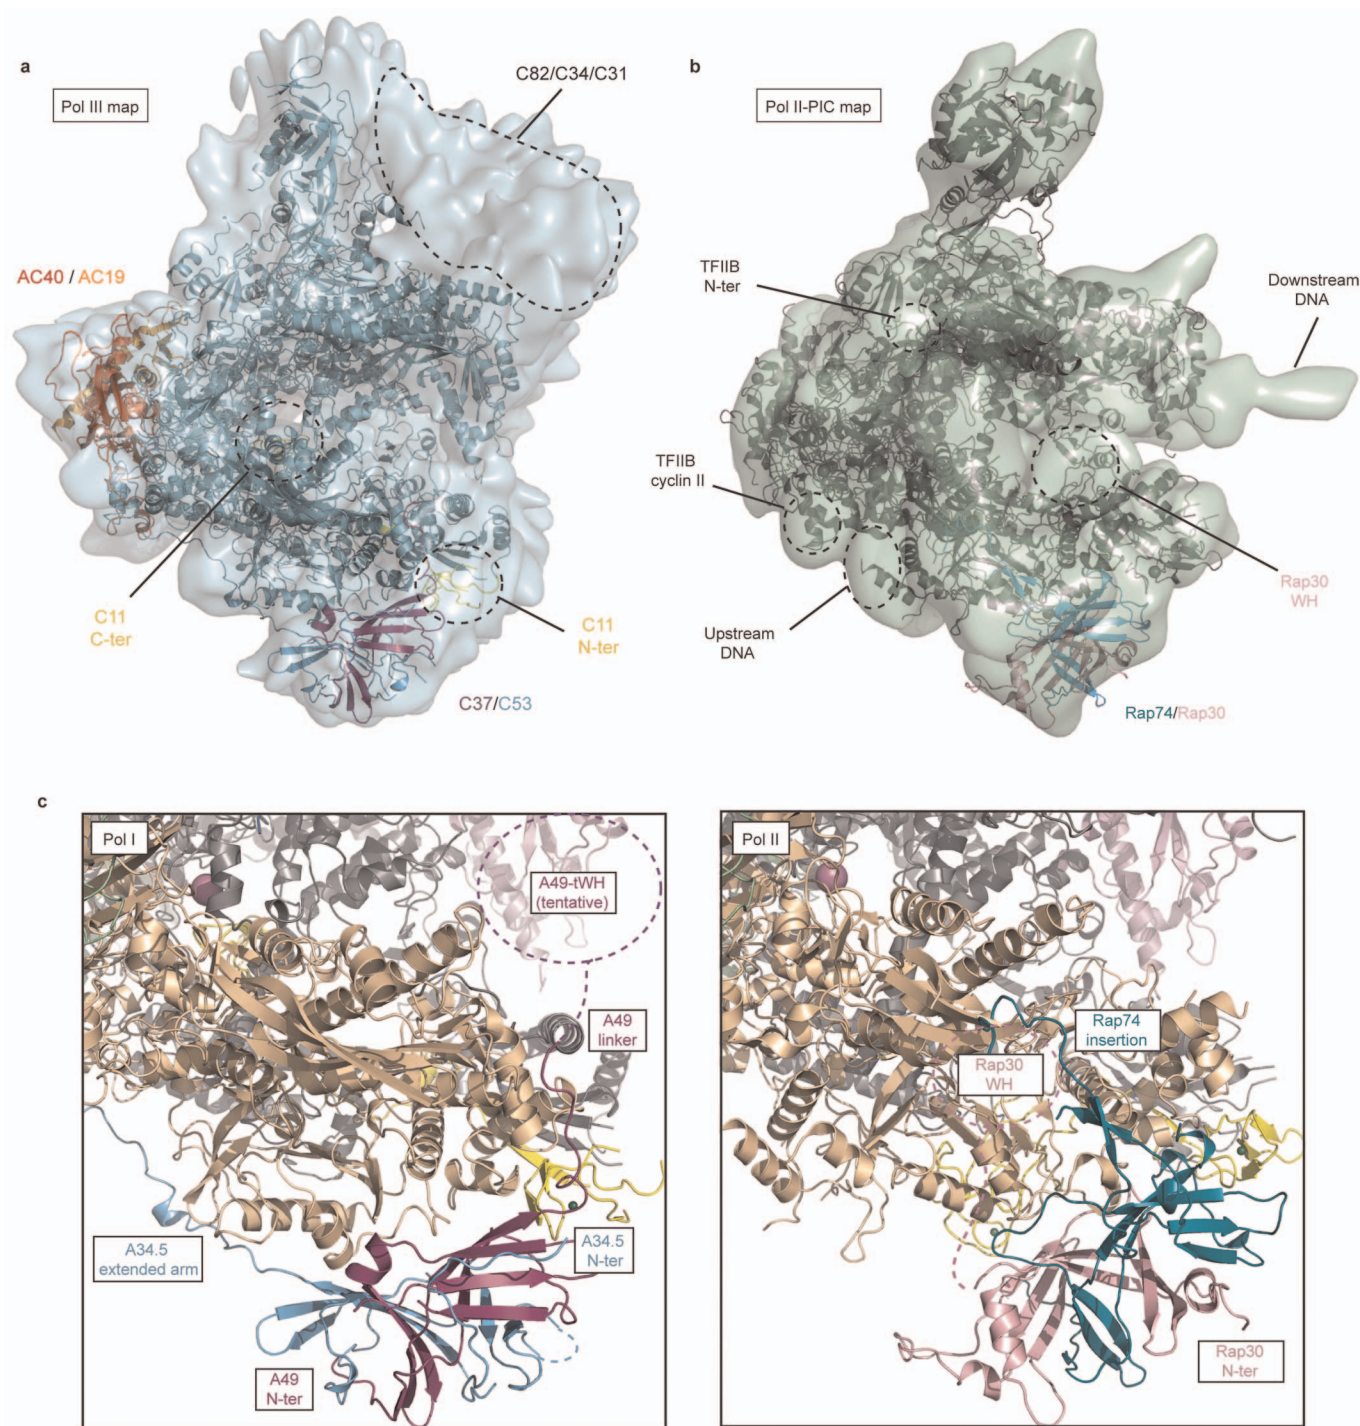 a
Pol III map
C82/C34/C31
AC40 / AC19
C11
C-ter
C11
N-ter
C37/C53
b
Pol II-PIC map
TFIIB
N-ter
Downstream
DNA
TFIIB
cyclin II
Rap30
WH
Upstream
DNA
Rap74/Rap30
c
Pol I
A49-tWH
(tentative)
A49
linker
A34.5
extended arm
A34.5
N-ter
A49
N-ter
Pol II
Rap74
insertion
Rap30
WH
Rap30
N-ter